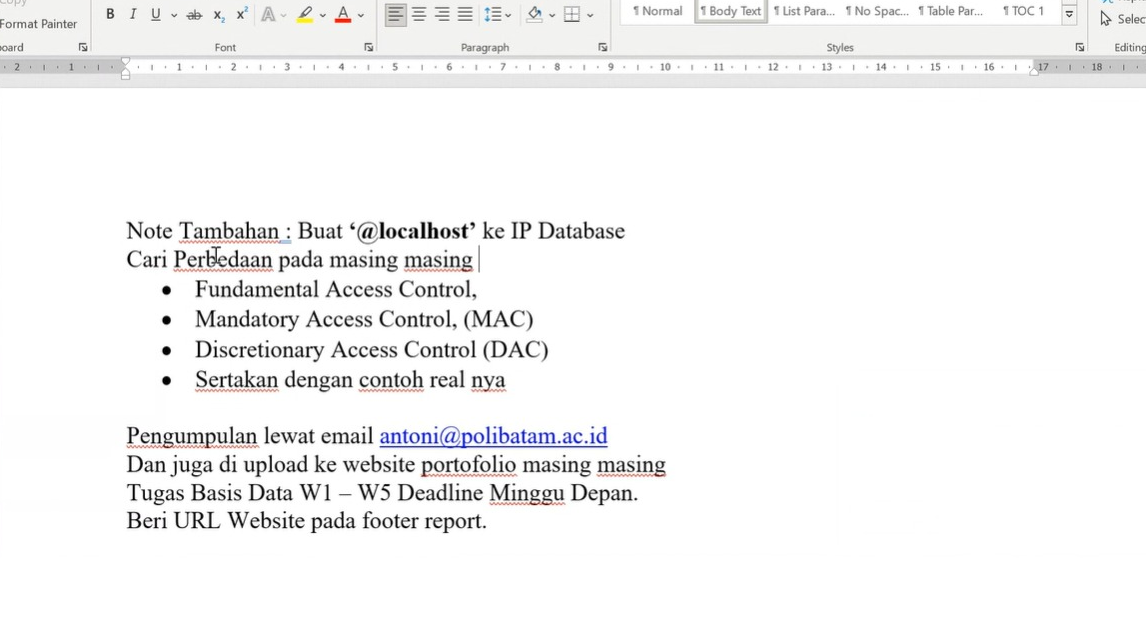 Format Painter
B I U ab x₂ x² A A
Font
Paragraph
¶ Normal ¶ Body Text ¶ List Para... ¶ No Spac... ¶ Table Par... ¶ TOC 1
Styles
Editing
2 1 1 2 3 4 5 6 7 8 9 10 11 12 13 14 15 16 17 18
Note Tambahan : Buat ‘@localhost’ ke IP Database
Cari Perbedaan pada masing masing
• Fundamental Access Control,
• Mandatory Access Control, (MAC)
• Discretionary Access Control (DAC)
• Sertakan dengan contoh real nya
Pengumpulan lewat email antoni@polibatam.ac.id
Dan juga di upload ke website portofolio masing masing
Tugas Basis Data W1 – W5 Deadline Minggu Depan.
Beri URL Website pada footer report.